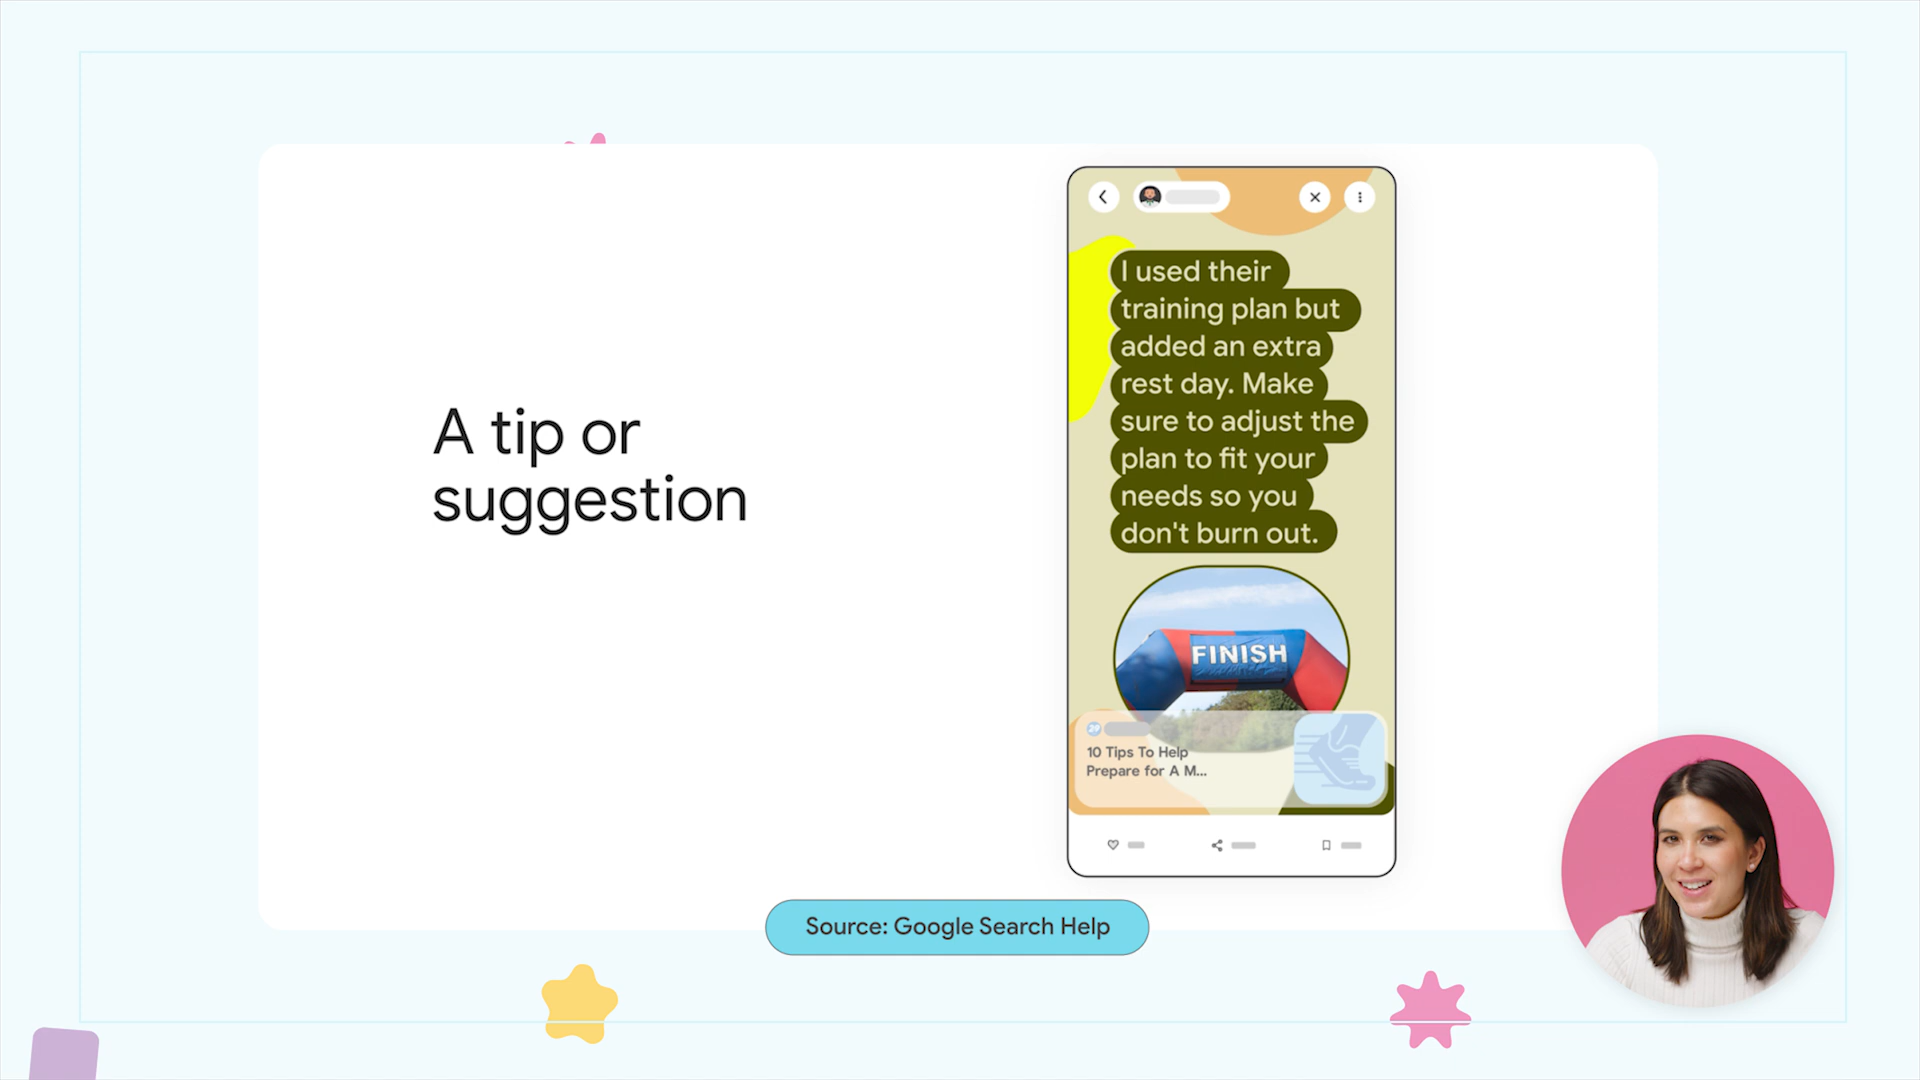 A tip or
suggestion
I used their
training plan but
added an extra
rest day. Make
sure to adjust the
plan to fit your
needs so you
don't burn out.
FINISH
10 Tips To Help
Prepare for A M...
Source: Google Search Help